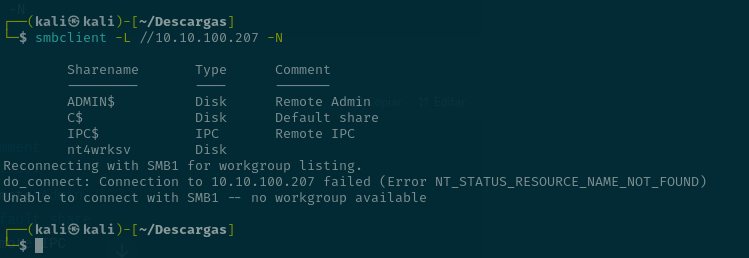 ┌──(kali㉿kali)-[~/Descargas]
└─$ smbclient -L //10.10.100.207 -N
Sharename Type Comment
--------- ---- -------
ADMIN$ Disk Remote Admin
C$ Disk Default share
IPC$ IPC Remote IPC
nt4wrksv Disk
Reconnecting with SMB1 for workgroup listing.
do_connect: Connection to 10.10.100.207 failed (Error NT_STATUS_RESOURCE_NAME_NOT_FOUND)
Unable to connect with SMB1 -- no workgroup available
┌──(kali㉿kali)-[~/Descargas]
└─$